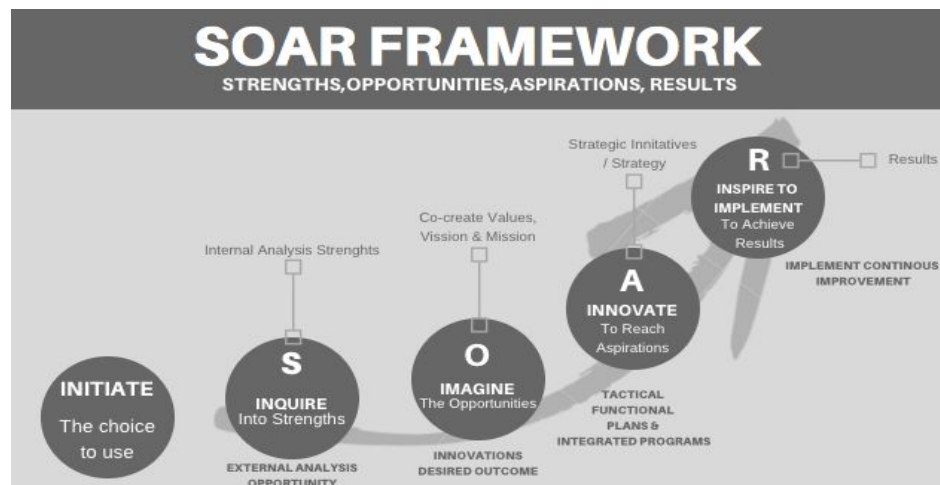 SOAR FRAMEWORK
STRENGTHS,OPPORTUNITIES,ASPIRATIONS, RESULTS
INITIATE
The choice
to use
Internal Analysis Strenghts
S
INQUIRE
Into Strengths
EXTERNAL ANALYSIS
OPPORTUNITY
Co-create Values,
Vission & Mission
O
IMAGINE
The Opportunities
INNOVATIONS
DESIRED OUTCOME
Strategic Innitatives
/ Strategy
A
INNOVATE
To Reach
Aspirations
TACTICAL
FUNCTIONAL
PLANS &
INTEGRATED PROGRAMS
R
INSPIRE TO
IMPLEMENT
To Achieve
Results
Results
IMPLEMENT CONTINOUS
IMPROVEMENT